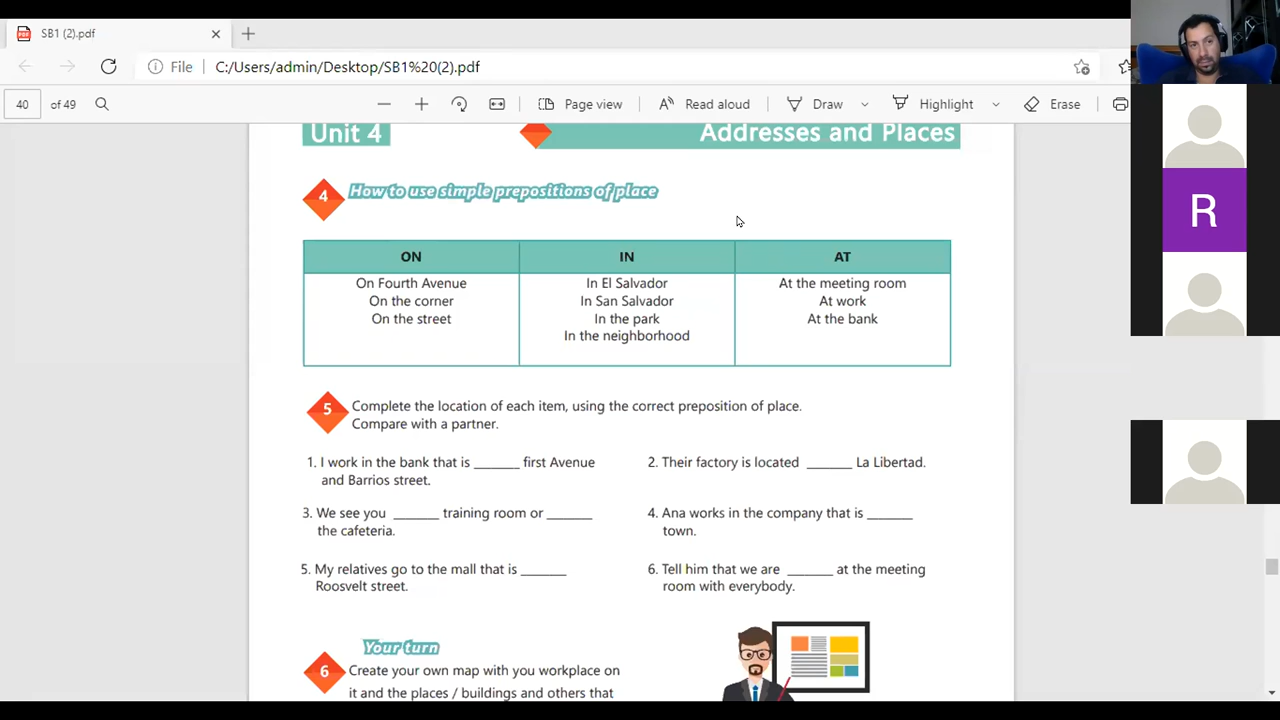 SB1 (2).pdf
File C:/Users/admin/Desktop/SB1%20(2).pdf
40 of 49 Page view Read aloud Draw Highlight Erase
Unit 4 Addresses and Places
4 How to use simple prepositions of place
ON IN AT
On Fourth Avenue In El Salvador At the meeting room
On the corner In San Salvador At work
On the street In the park At the bank
In the neighborhood
5 Complete the location of each item, using the correct preposition of place.
Compare with a partner.
1. I work in the bank that is _______ first Avenue
and Barrios street.
2. Their factory is located _______ La Libertad.
3. We see you _______ training room or _______
the cafeteria.
4. Ana works in the company that is _______
town.
5. My relatives go to the mall that is _______
Roosvelt street.
6. Tell him that we are _______ at the meeting
room with everybody.
Your turn
6 Create your own map with you workplace on
it and the places / buildings and others that
R